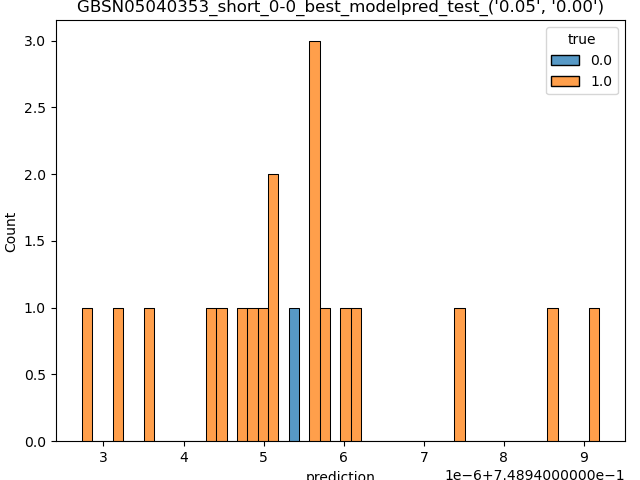 GBSN05040353_short_0-0_best_modelpred_test_('0.05', '0.00')
true
0.0
1.0
3.0
2.5
2.0
1.5
1.0
0.5
0.0
Count
3 4 5 6 7 8 9
prediction
1e−6+7.4894000000e−1